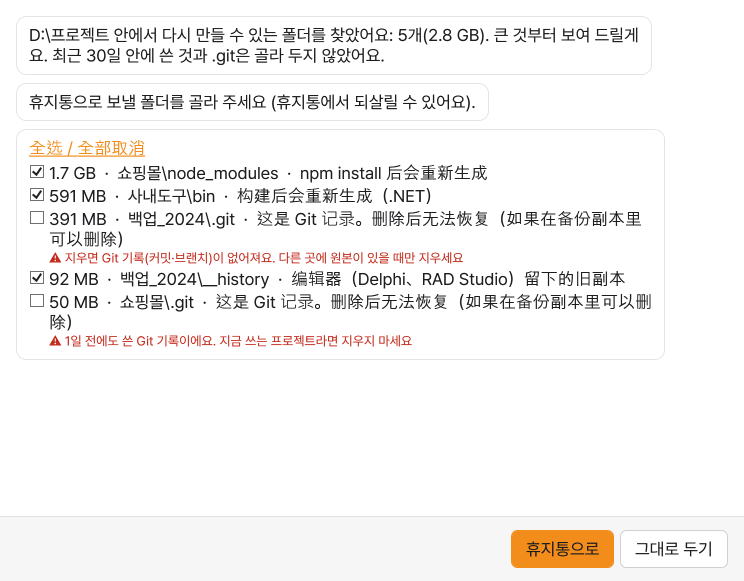 D:\프로젝트 안에서 다시 만들 수 있는 폴더를 찾았어요: 5개(2.8 GB). 큰 것부터 보여 드릴게
요. 최근 30일 안에 쓴 것과 .git은 골라 두지 않았어요.
휴지통으로 보낼 폴더를 골라 주세요 (휴지통에서 되살릴 수 있어요).
全选 / 全部取消
1.7 GB · 쇼핑몰\node_modules · npm install 后会重新生成
591 MB · 사내도구\bin · 构建后会重新生成（.NET）
391 MB · 백업_2024\.git · 这是 Git 记录。删除后无法恢复（如果在备份副本里
可以删除）
⚠ 지우면 Git 기록(커밋·브랜치)이 없어져요. 다른 곳에 원본이 있을 때만 지우세요
92 MB · 백업_2024\__history · 编辑器（Delphi、RAD Studio）留下的旧副本
50 MB · 쇼핑몰\.git · 这是 Git 记录。删除后无法恢复（如果在备份副本里可以删
除）
⚠ 1일 전에도 쓴 Git 기록이에요. 지금 쓰는 프로젝트라면 지우지 마세요
휴지통으로
그대로 두기